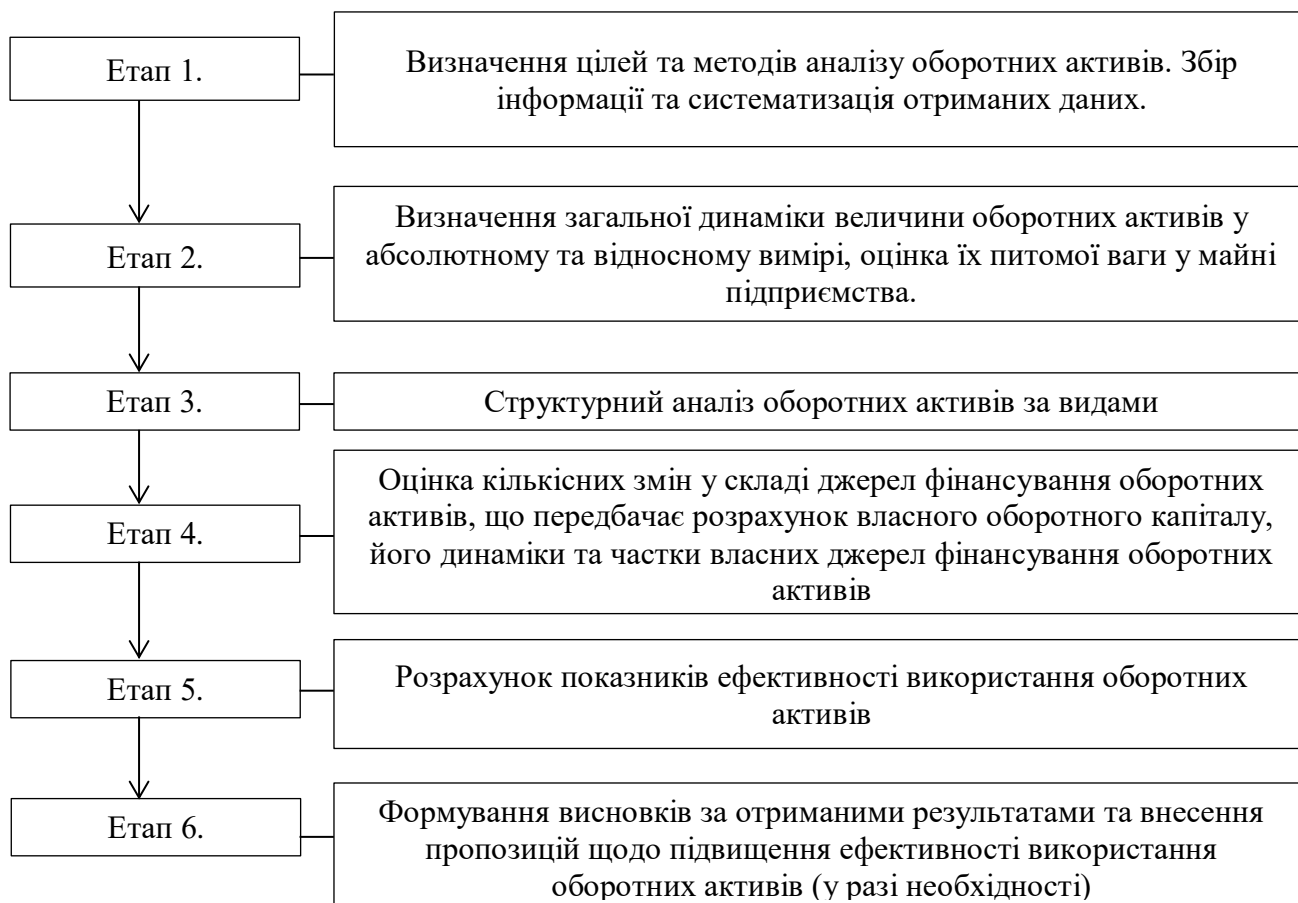 Етап 1.
Визначення цілей та методів аналізу оборотних активів. Збір
інформації та систематизація отриманих даних.
Етап 2.
Визначення загальної динаміки величини оборотних активів у
абсолютному та відносному вимірі, оцінка їх питомої ваги у майні
підприємства.
Етап 3.
Структурний аналіз оборотних активів за видами
Етап 4.
Оцінка кількісних змін у складі джерел фінансування оборотних
активів, що передбачає розрахунок власного оборотного капіталу,
його динаміки та частки власних джерел фінансування оборотних
активів
Етап 5.
Розрахунок показників ефективності використання оборотних
активів
Етап 6.
Формування висновків за отриманими результатами та внесення
пропозицій щодо підвищення ефективності використання
оборотних активів (у разі необхідності)